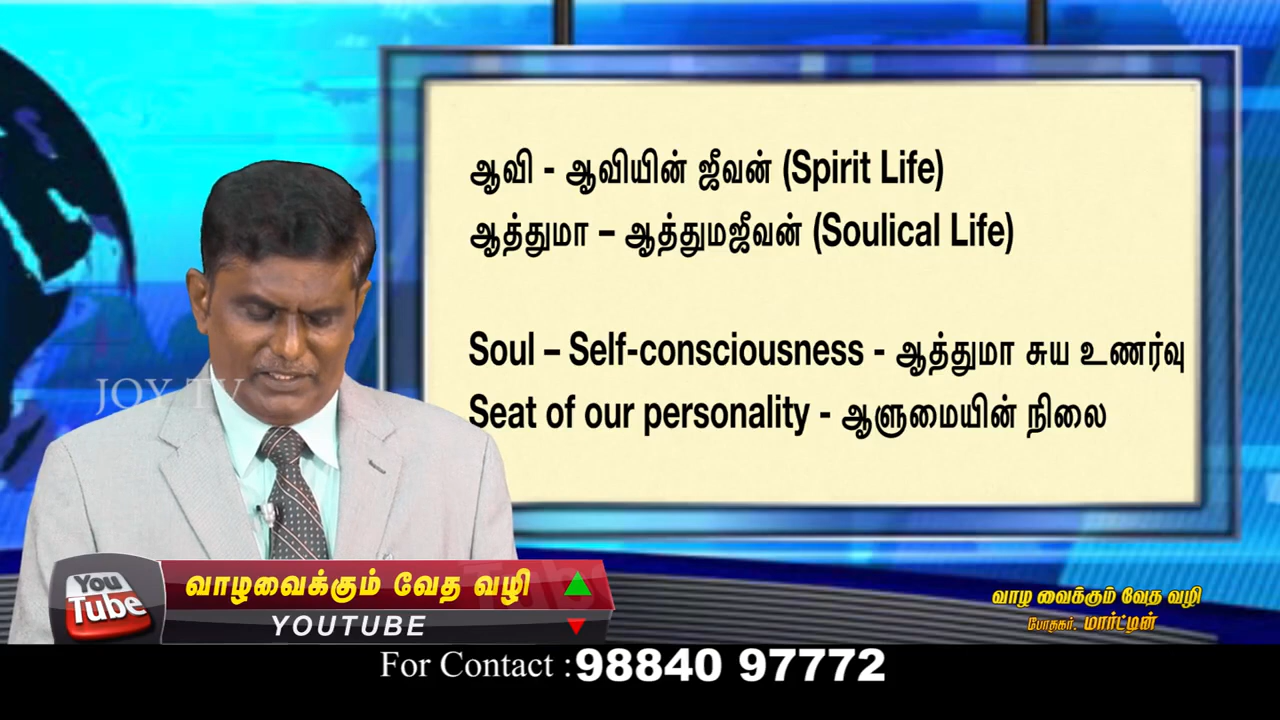 ஆவி - ஆவியின் ஜீவன் (Spirit Life)
ஆத்துமா – ஆத்துமஜீவன் (Soulical Life)
Soul – Self-consciousness - ஆத்துமா சுய உணர்வு
Seat of our personality - ஆளுமையின் நிலை
JOY TV
You
Tube
வாழவைக்கும் வேத வழி
YOUTUBE
வாழ வைக்கும் வேத வழி
போதகர். மார்ட்டின்
For Contact : 98840 97772